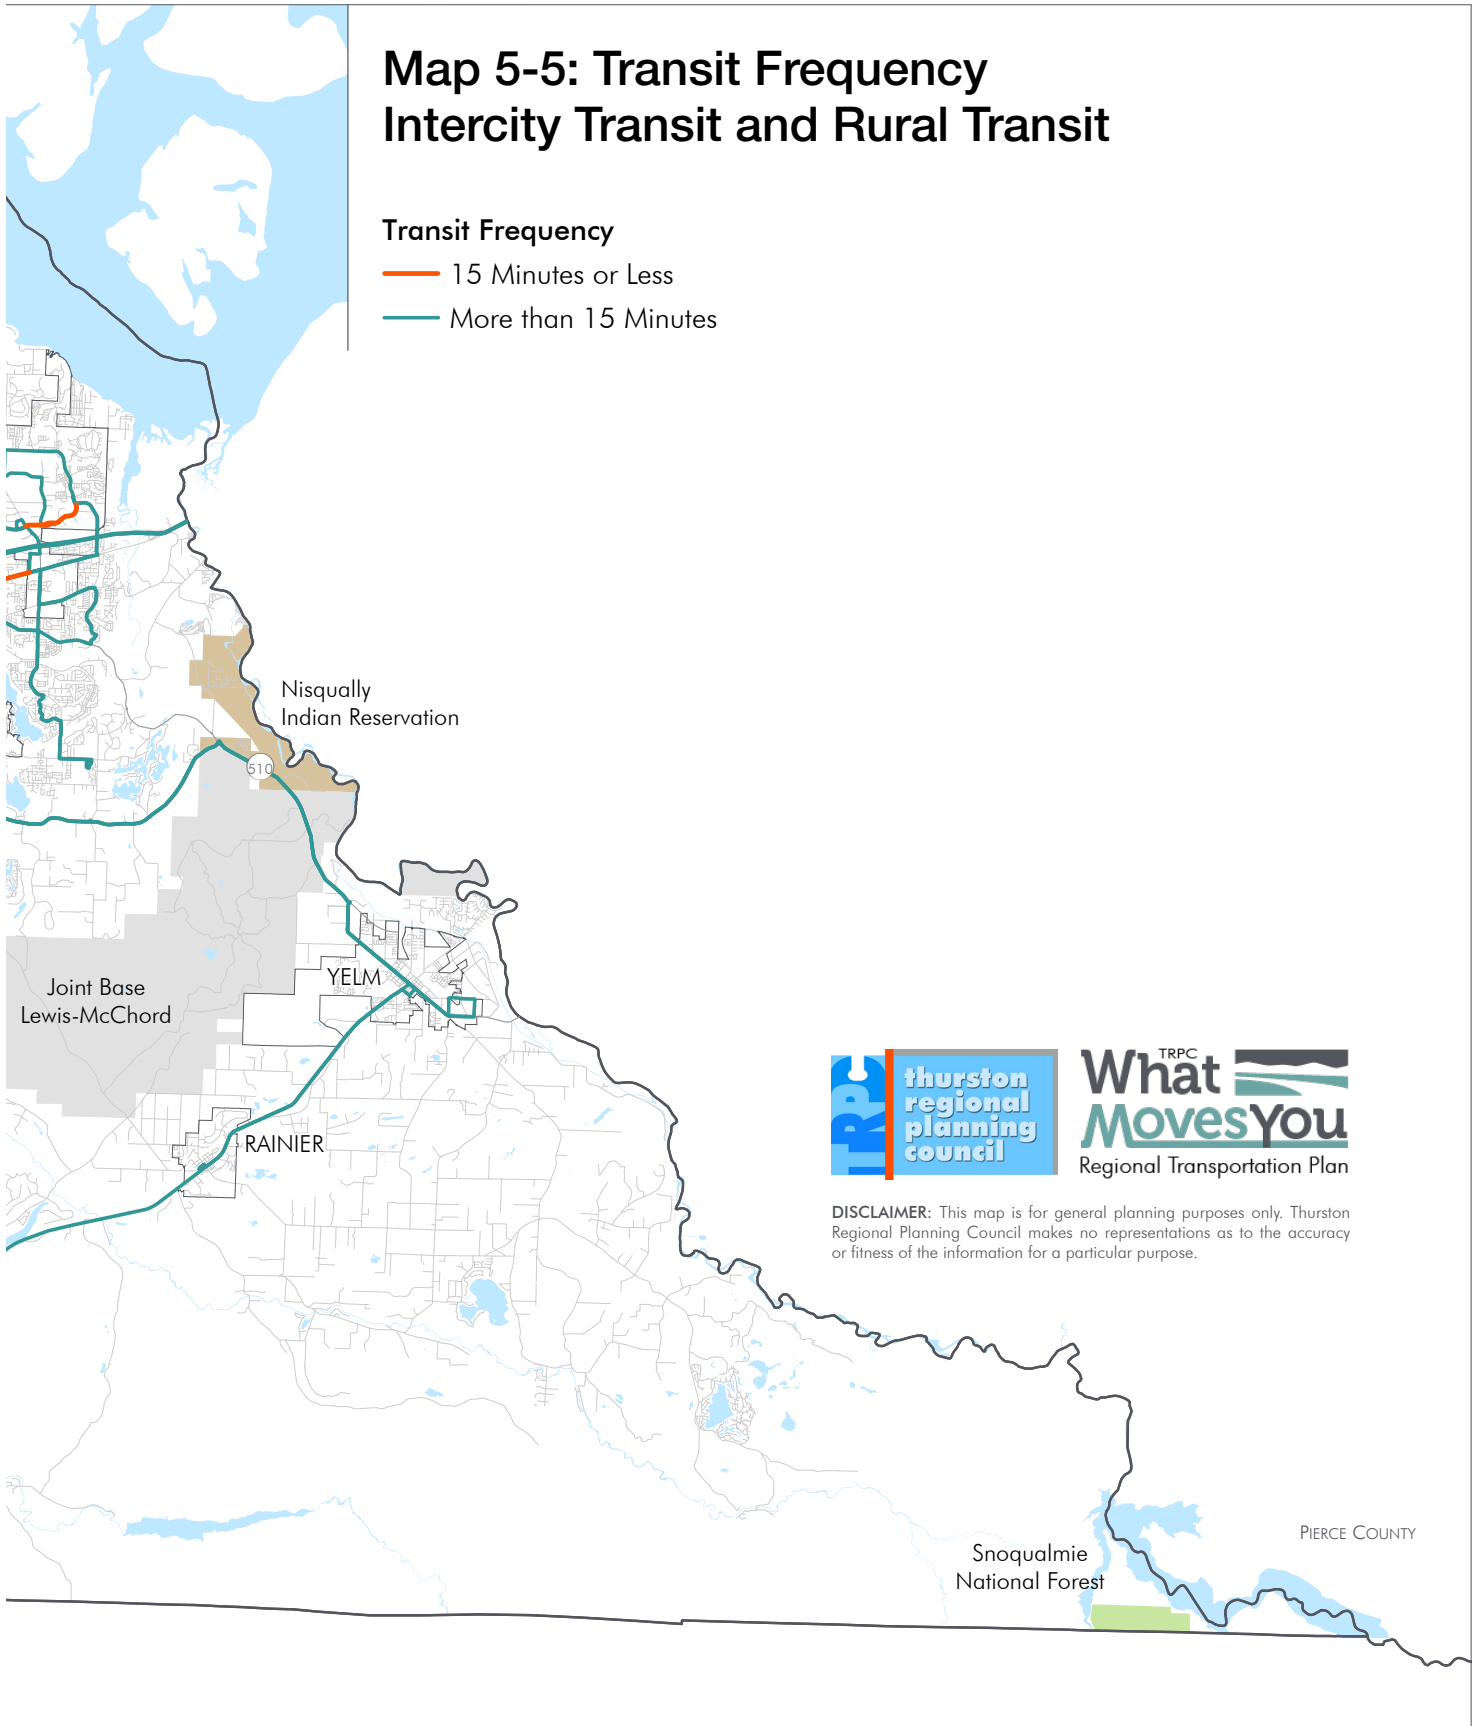 Map 5-5: Transit Frequency
Intercity Transit and Rural Transit
Transit Frequency
15 Minutes or Less
More than 15 Minutes
Nisqually
Indian Reservation
510
YELM
Joint Base
Lewis-McChord
RAINIER
TRPC
thurston
regional
planning
council
TRPC
What
MovesYou
Regional Transportation Plan
DISCLAIMER: This map is for general planning purposes only. Thurston
Regional Planning Council makes no representations as to the accuracy
or fitness of the information for a particular purpose.
PIERCE COUNTY
Snoqualmie
National Forest